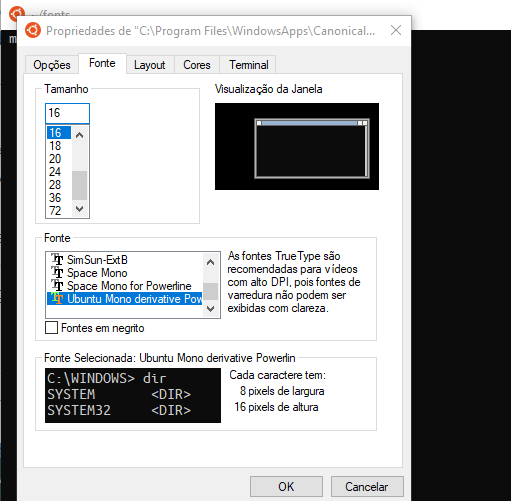 ~/fonts
m
Propriedades de "C:\Program Files\WindowsApps\Canonical...
Opções Fonte Layout Cores Terminal
Tamanho
16
16
18
20
24
28
36
72
Visualização da Janela
Fonte
SimSun-ExtB
Space Mono
Space Mono for Powerline
Ubuntu Mono derivative Pow
Fontes em negrito
As fontes TrueType são
recomendadas para vídeos
com alto DPI, pois fontes de
varredura não podem ser
exibidas com clareza.
Fonte Selecionada: Ubuntu Mono derivative Powerlin
C:\WINDOWS> dir
SYSTEM <DIR>
SYSTEM32 <DIR>
Cada caractere tem:
8 pixels de largura
16 pixels de altura
OK Cancelar